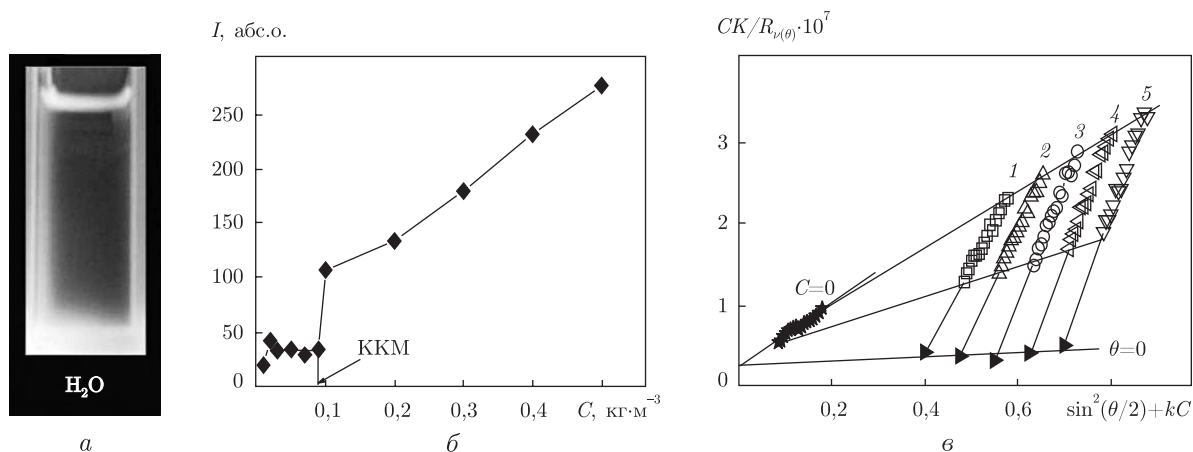 H₂O
а
I, абс.о.
250
200
150
100
50
0
ККМ
0,1
0,2
0,3
0,4
C, кг·м⁻³
б
CK/Rᵥ₍θ₎·10⁷
3
2
1
0
1
2
3
4
5
C=0
θ=0
0,2
0,4
0,6
sin²(θ/2)+kC
в